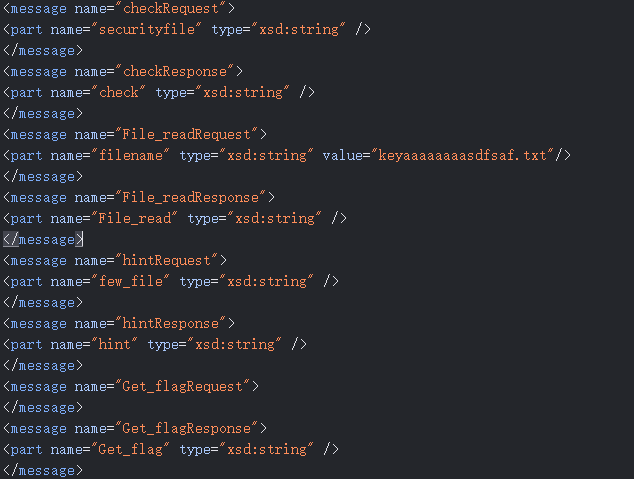 <message name="checkRequest">
<part name="securityfile" type="xsd:string" />
</message>
<message name="checkResponse">
<part name="check" type="xsd:string" />
</message>
<message name="File_readRequest">
<part name="filename" type="xsd:string" value="keyaaaaaaaasdfsaf.txt"/>
</message>
<message name="File_readResponse">
<part name="File_read" type="xsd:string" />
</message>
<message name="hintRequest">
<part name="few_file" type="xsd:string" />
</message>
<message name="hintResponse">
<part name="hint" type="xsd:string" />
</message>
<message name="Get_flagRequest">
</message>
<message name="Get_flagResponse">
<part name="Get_flag" type="xsd:string" />
</message>